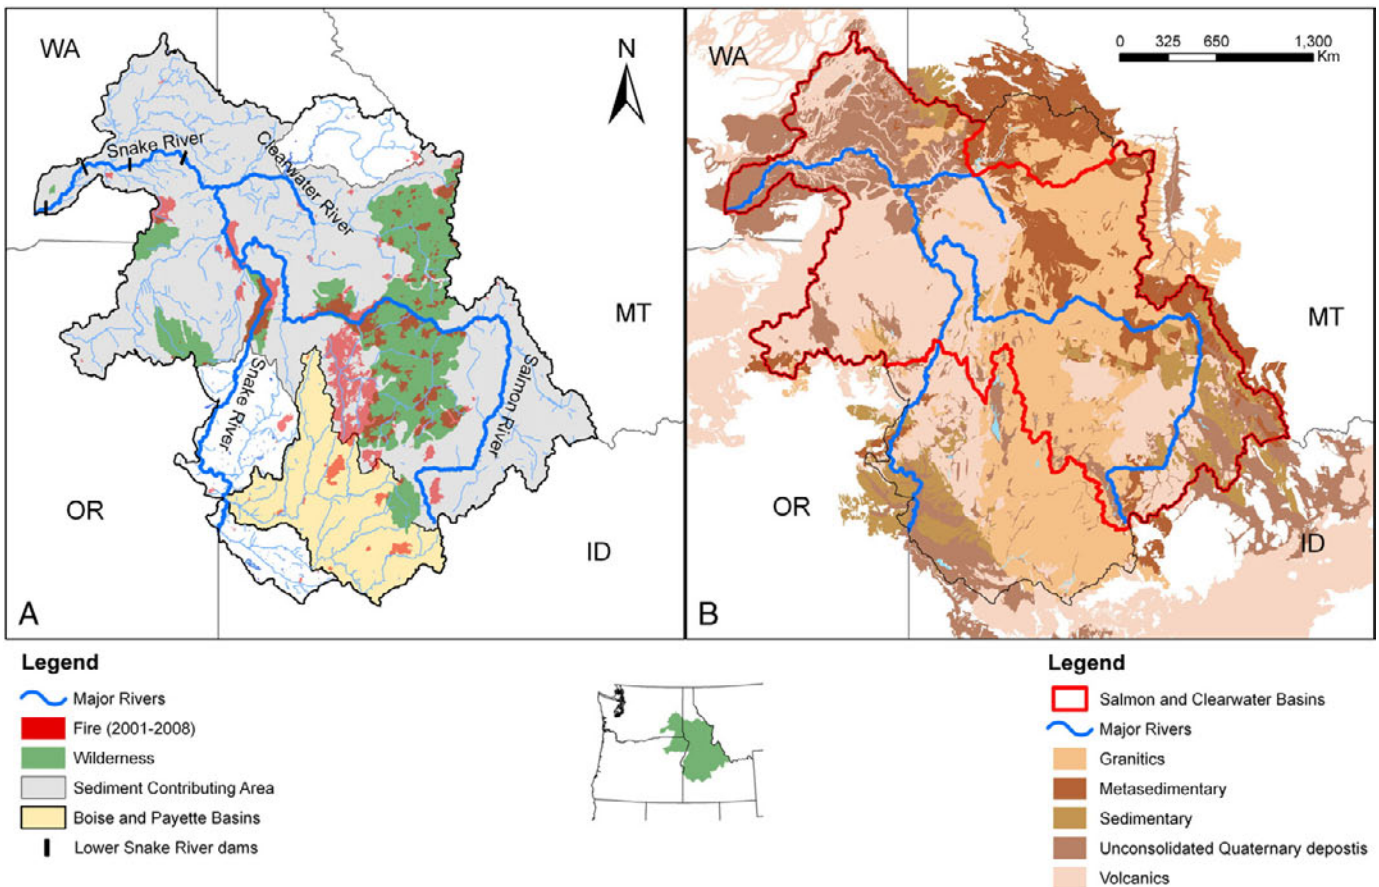 WA
N
Snake River
Clearwater River
MT
Snake River
Salmon River
OR
ID
A
WA
0 325 650 1,300
Km
MT
OR
ID
B
Legend
Major Rivers
Fire (2001-2008)
Wilderness
Sediment Contributing Area
Boise and Payette Basins
Lower Snake River dams
Legend
Salmon and Clearwater Basins
Major Rivers
Granitics
Metasedimentary
Sedimentary
Unconsolidated Quaternary depostis
Volcanics